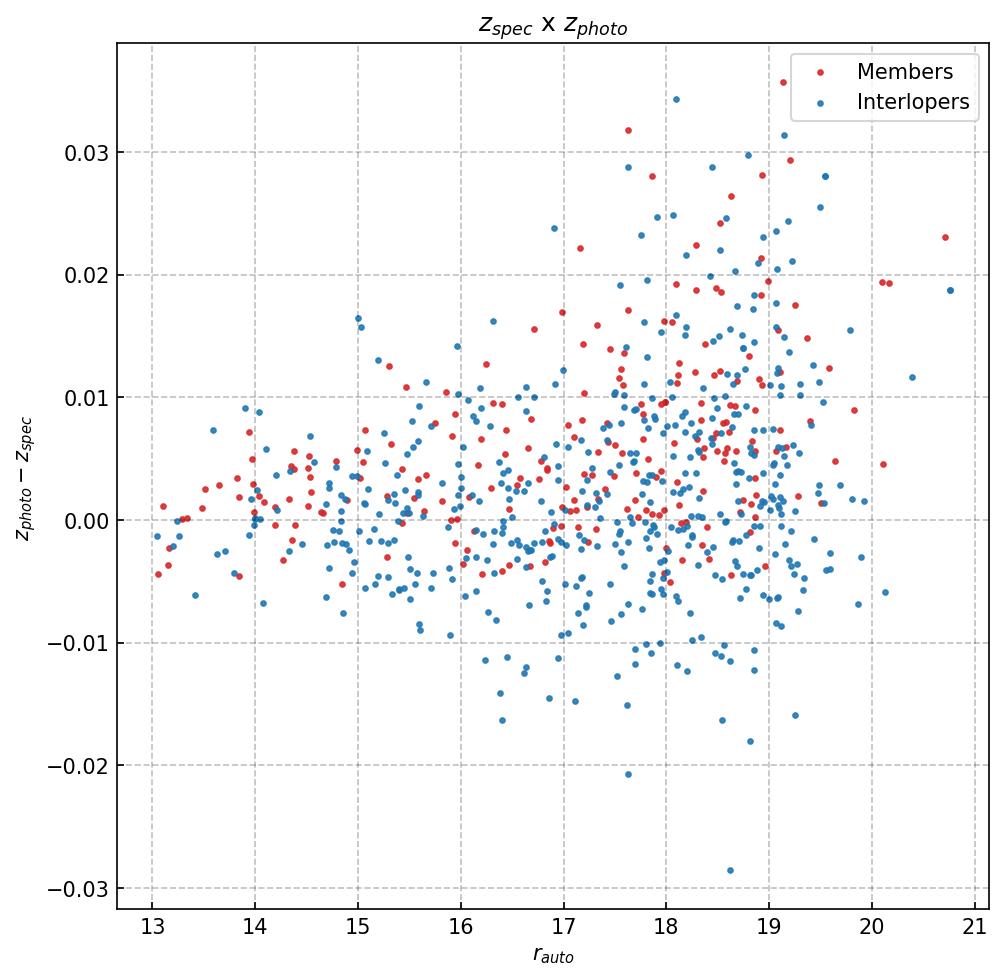 z_spec x z_photo
Members
Interlopers
z_photo − z_spec
0.03
0.02
0.01
0.00
−0.01
−0.02
−0.03
13 14 15 16 17 18 19 20 21
r_auto